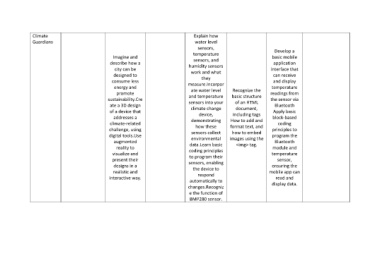 Climate
Guardians
Imagine and
describe how a
city can be
designed to
consume less
energy and
promote
sustainability.Cre
ate a 3D design
of a device that
addresses a
climate-related
challenge, using
digital tools.Use
augmented
reality to
visualize and
present their
designs in a
realistic and
interactive way.
Explain how
water level
sensors,
temperature
sensors, and
humidity sensors
work and what
they
measure.Incorpor
ate water level
and temperature
sensors into your
climate change
device,
demonstrating
how these
sensors collect
environmental
data.Learn basic
coding principles
to program their
sensors, enabling
the device to
respond
automatically to
changes.Recogniz
e the function of
BMP280 sensor.
Recognize the
basic structure
of an HTML
document,
including tags
How to add and
format text, and
how to embed
images using the
<img> tag.
Develop a
basic mobile
application
interface that
can receive
and display
temperature
readings from
the sensor via
Bluetooth
Apply basic
block-based
coding
principles to
program the
Bluetooth
module and
temperature
sensor,
ensuring the
mobile app can
read and
display data.